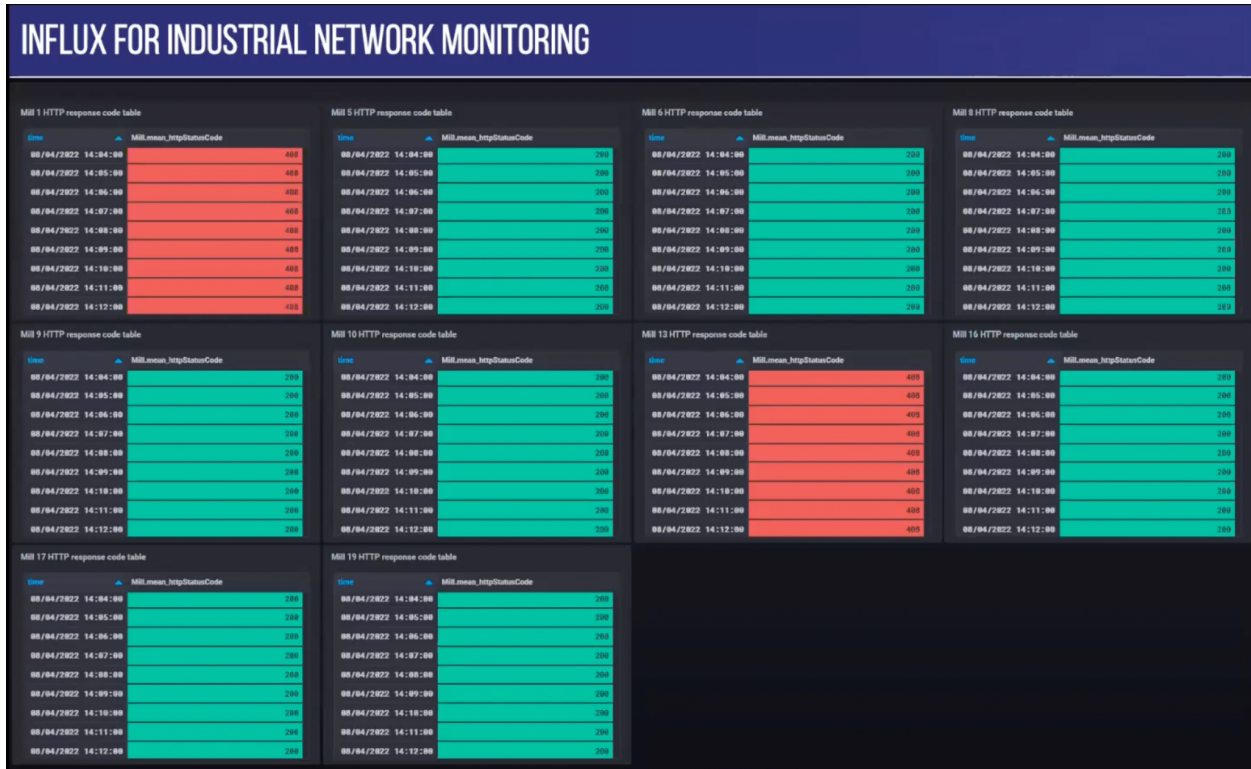 INFLUX FOR INDUSTRIAL NETWORK MONITORING
Mill 1 HTTP response code table
time Mill.mean_httpStatusCode
08/04/2022 14:04:00 408
08/04/2022 14:05:00 408
08/04/2022 14:06:00 408
08/04/2022 14:07:00 408
08/04/2022 14:08:00 408
08/04/2022 14:09:00 408
08/04/2022 14:10:00 408
08/04/2022 14:11:00 408
08/04/2022 14:12:00 408
Mill 5 HTTP response code table
time Mill.mean_httpStatusCode
08/04/2022 14:04:00 200
08/04/2022 14:05:00 200
08/04/2022 14:06:00 200
08/04/2022 14:07:00 200
08/04/2022 14:08:00 200
08/04/2022 14:09:00 200
08/04/2022 14:10:00 200
08/04/2022 14:11:00 200
08/04/2022 14:12:00 200
Mill 6 HTTP response code table
time Mill.mean_httpStatusCode
08/04/2022 14:04:00 200
08/04/2022 14:05:00 200
08/04/2022 14:06:00 200
08/04/2022 14:07:00 200
08/04/2022 14:08:00 200
08/04/2022 14:09:00 200
08/04/2022 14:10:00 200
08/04/2022 14:11:00 200
08/04/2022 14:12:00 200
Mill 8 HTTP response code table
time Mill.mean_httpStatusCode
08/04/2022 14:04:00 200
08/04/2022 14:05:00 200
08/04/2022 14:06:00 200
08/04/2022 14:07:00
08/04/2022 14:08:00 200
08/04/2022 14:09:00 200
08/04/2022 14:10:00 200
08/04/2022 14:11:00 200
08/04/2022 14:12:00 200
Mill 9 HTTP response code table
time Mill.mean_httpStatusCode
08/04/2022 14:04:00 200
08/04/2022 14:05:00 200
08/04/2022 14:06:00 200
08/04/2022 14:07:00 200
08/04/2022 14:08:00 200
08/04/2022 14:09:00 200
08/04/2022 14:10:00 200
08/04/2022 14:11:00 200
08/04/2022 14:12:00 200
Mill 10 HTTP response code table
time Mill.mean_httpStatusCode
08/04/2022 14:04:00 200
08/04/2022 14:05:00 200
08/04/2022 14:06:00 200
08/04/2022 14:07:00 200
08/04/2022 14:08:00 200
08/04/2022 14:09:00 200
08/04/2022 14:10:00 200
08/04/2022 14:11:00 200
08/04/2022 14:12:00 200
Mill 13 HTTP response code table
time Mill.mean_httpStatusCode
08/04/2022 14:04:00 408
08/04/2022 14:05:00 408
08/04/2022 14:06:00 408
08/04/2022 14:07:00 408
08/04/2022 14:08:00 408
08/04/2022 14:09:00 408
08/04/2022 14:10:00 408
08/04/2022 14:11:00 408
08/04/2022 14:12:00 408
Mill 16 HTTP response code table
time Mill.mean_httpStatusCode
08/04/2022 14:04:00 200
08/04/2022 14:05:00 200
08/04/2022 14:06:00 200
08/04/2022 14:07:00 200
08/04/2022 14:08:00 200
08/04/2022 14:09:00 200
08/04/2022 14:10:00 200
08/04/2022 14:11:00 200
08/04/2022 14:12:00 200
Mill 17 HTTP response code table
time Mill.mean_httpStatusCode
08/04/2022 14:04:00 200
08/04/2022 14:05:00 200
08/04/2022 14:06:00 200
08/04/2022 14:07:00 200
08/04/2022 14:08:00 200
08/04/2022 14:09:00 200
08/04/2022 14:10:00 200
08/04/2022 14:11:00 200
08/04/2022 14:12:00 200
Mill 19 HTTP response code table
time Mill.mean_httpStatusCode
08/04/2022 14:04:00 200
08/04/2022 14:05:00 200
08/04/2022 14:06:00 200
08/04/2022 14:07:00 200
08/04/2022 14:08:00 200
08/04/2022 14:09:00 200
08/04/2022 14:10:00 200
08/04/2022 14:11:00 200
08/04/2022 14:12:00 200